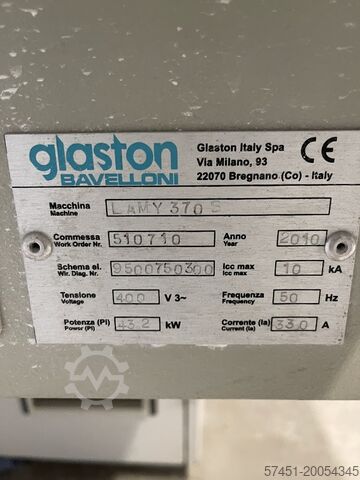 glaston
BAVELLONI
Glaston Italy Spa
Via Milano, 93
22070 Bregnano (Co) - Italy
CE
Macchina
Machine
LAMY 370 S
Commessa
Work Order Nr.
510710
Anno
Year
2010
Schema el.
Wir. Diag. Nr.
9500750300
Icc max
Icc max
10 kA
Tensione
Voltage
400 V 3~
Frequenza
Frequency
50 Hz
Potenza (PI)
Power (PI)
43.2 kW
Corrente (Ia)
Current (Ia)
33.0 A
57451-20054345